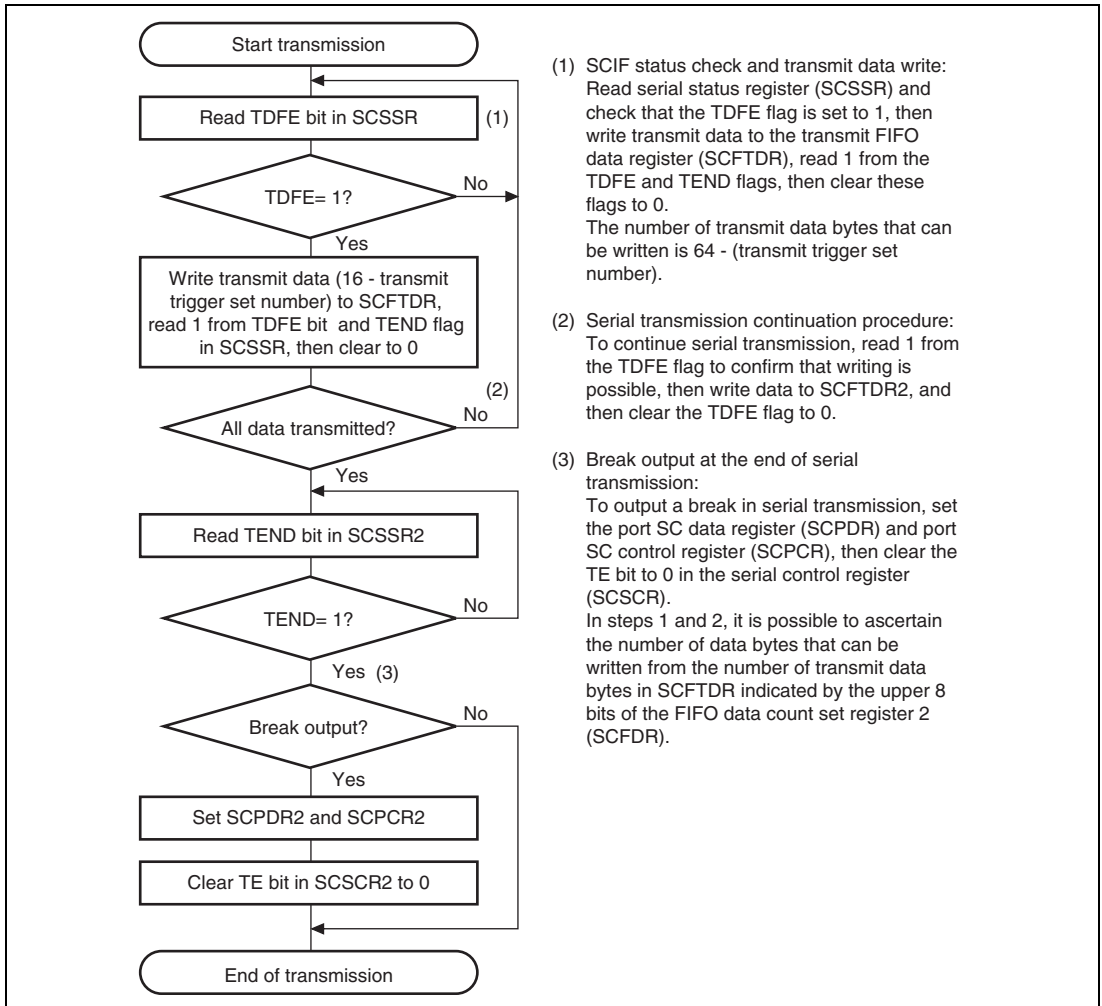 Start transmission
Read TDFE bit in SCSSR
(1)
TDFE= 1?
No
Yes
Write transmit data (16 - transmit
trigger set number) to SCFTDR,
read 1 from TDFE bit and TEND flag
in SCSSR, then clear to 0
(2)
All data transmitted?
No
Yes
Read TEND bit in SCSSR2
TEND= 1?
No
Yes (3)
Break output?
No
Yes
Set SCPDR2 and SCPCR2
Clear TE bit in SCSCR2 to 0
End of transmission
(1) SCIF status check and transmit data write:
Read serial status register (SCSSR) and
check that the TDFE flag is set to 1, then
write transmit data to the transmit FIFO
data register (SCFTDR), read 1 from the
TDFE and TEND flags, then clear these
flags to 0.
The number of transmit data bytes that can
be written is 64 - (transmit trigger set
number).
(2) Serial transmission continuation procedure:
To continue serial transmission, read 1 from
the TDFE flag to confirm that writing is
possible, then write data to SCFTDR2, and
then clear the TDFE flag to 0.
(3) Break output at the end of serial
transmission:
To output a break in serial transmission, set
the port SC data register (SCPDR) and port
SC control register (SCPCR), then clear the
TE bit to 0 in the serial control register
(SCSCR).
In steps 1 and 2, it is possible to ascertain
the number of data bytes that can be
written from the number of transmit data
bytes in SCFTDR indicated by the upper 8
bits of the FIFO data count set register 2
(SCFDR).